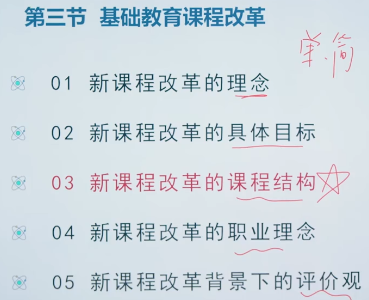 第三节 基础教育课程改革
单.简
01 新课程改革的理念
02 新课程改革的具体目标
03 新课程改革的课程结构
04 新课程改革的职业理念
05 新课程改革背景下的评价观